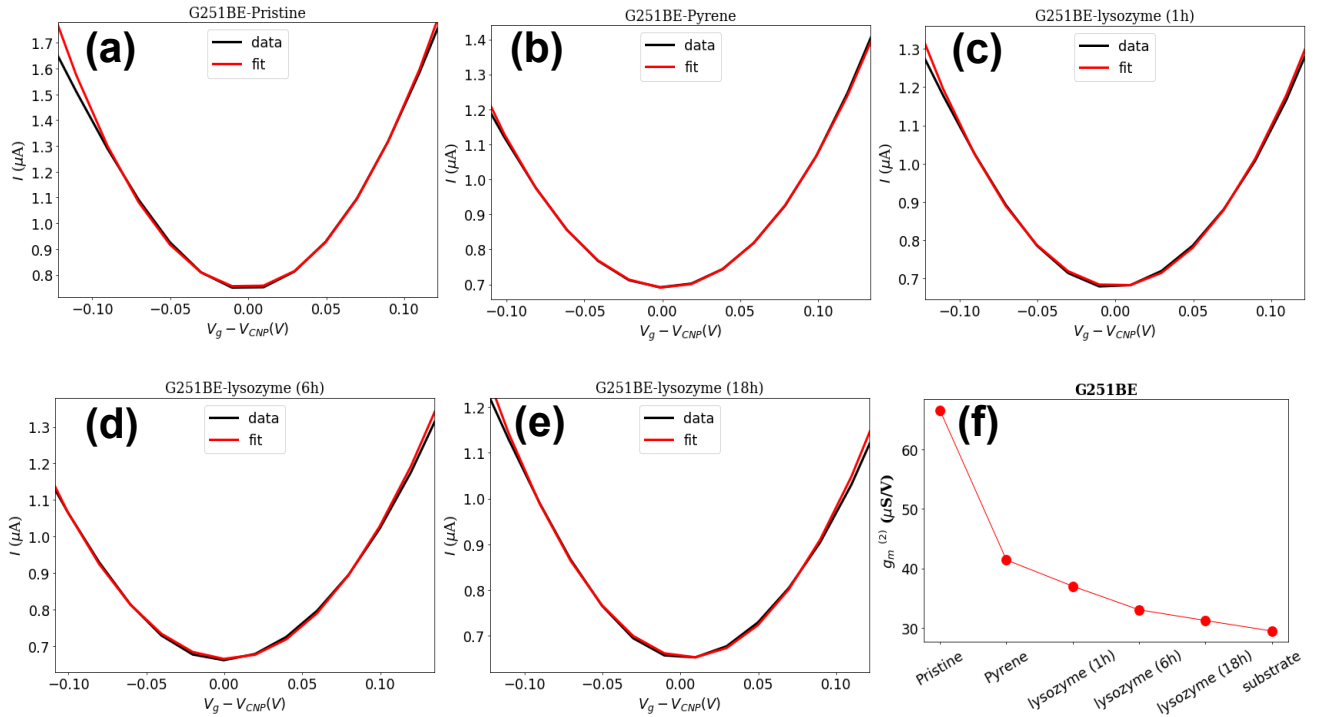 G251BE-Pristine
(a)
data
fit
1.7
1.6
1.5
1.4
1.3
1.2
1.1
1.0
0.9
0.8
I (μA)
−0.10
−0.05
0.00
0.05
0.10
V_g − V_CNP(V)
G251BE-Pyrene
(b)
data
fit
1.4
1.3
1.2
1.1
1.0
0.9
0.8
0.7
I (μA)
−0.10
−0.05
0.00
0.05
0.10
V_g − V_CNP(V)
G251BE-lysozyme (1h)
(c)
data
fit
1.3
1.2
1.1
1.0
0.9
0.8
0.7
I (μA)
−0.10
−0.05
0.00
0.05
0.10
V_g − V_CNP(V)
G251BE-lysozyme (6h)
(d)
data
fit
1.3
1.2
1.1
1.0
0.9
0.8
0.7
I (μA)
−0.10
−0.05
0.00
0.05
0.10
V_g − V_CNP(V)
G251BE-lysozyme (18h)
(e)
data
fit
1.2
1.1
1.0
0.9
0.8
0.7
I (μA)
−0.10
−0.05
0.00
0.05
0.10
V_g − V_CNP(V)
G251BE
(f)
60
50
40
30
g_m^(2) (μS/V)
Pristine
Pyrene
lysozyme (1h)
lysozyme (6h)
lysozyme (18h)
substrate